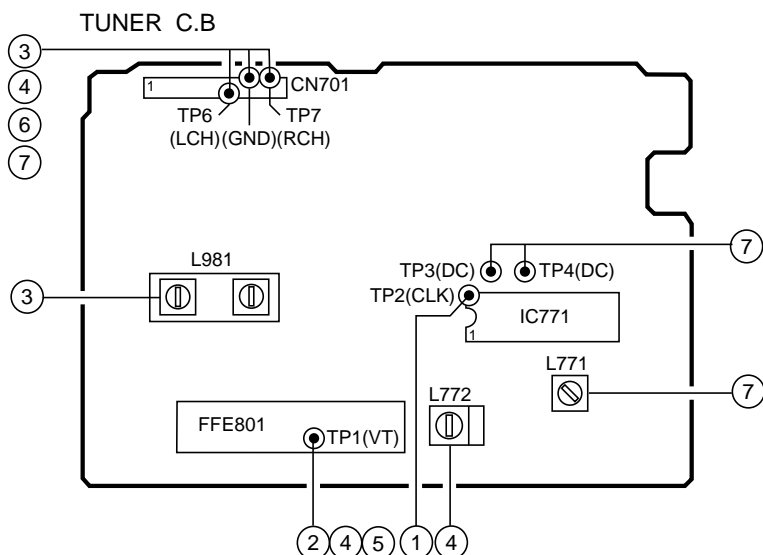 TUNER C.B
3
4
6
7
1
CN701
TP6
TP7
(LCH)(GND)(RCH)
L981
3
TP3(DC)
TP4(DC)
7
TP2(CLK)
IC771
1
L771
7
L772
FFE801
TP1(VT)
2 4 5 1 4